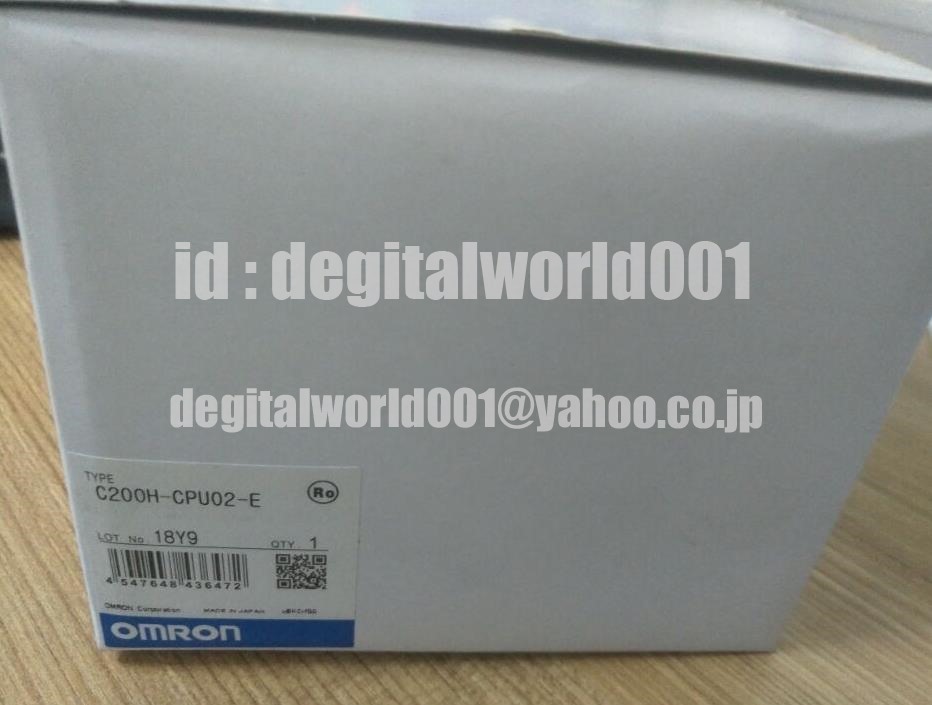 id : degitalworld001
degitalworld001@yahoo.co.jp
TYPE
C200H-CPU02-E
Ro
LOT No. 18Y9
QTY. 1
4 547648 436472
OMRON Corporation MADE IN JAPAN
OMRON